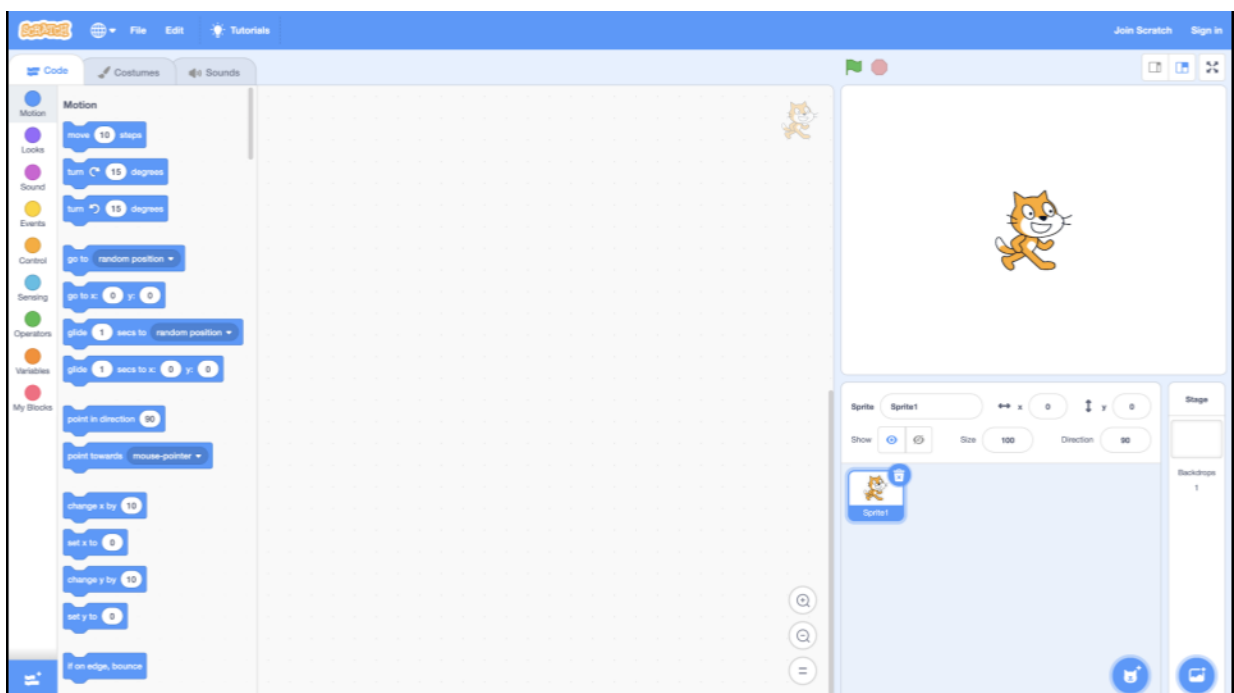 SCRATCH File Edit Tutorials Join Scratch Sign in
Code Costumes Sounds
Motion
Looks
Sound
Events
Control
Sensing
Operators
Variables
My Blocks
Motion
move 10 steps
turn 15 degrees
turn 15 degrees
go to random position
go to x: 0 y: 0
glide 1 secs to random position
glide 1 secs to x: 0 y: 0
point in direction 90
point towards mouse-pointer
change x by 10
set x to 0
change y by 10
set y to 0
if on edge, bounce
Sprite Sprite1 x 0 y 0
Show Size 100 Direction 90
Sprite1
Stage
Backdrops
1